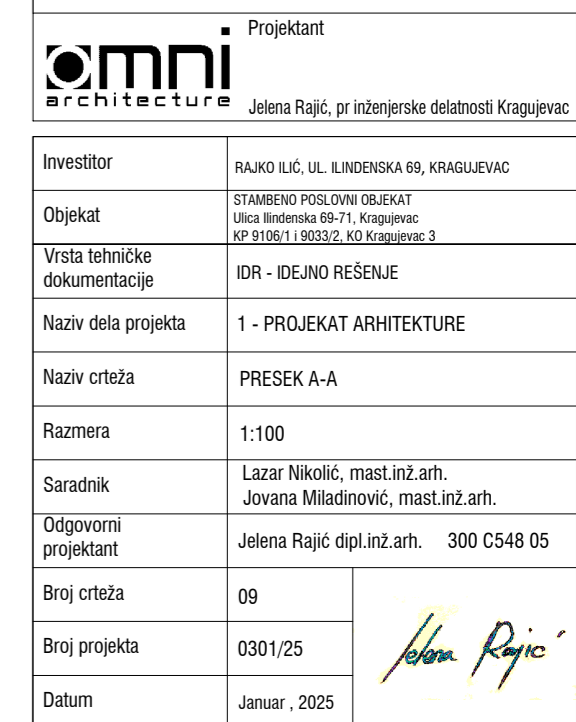 Projektant
omni
architecture
Jelena Rajić, pr inženjerske delatnosti Kragujevac
Investitor
RAJKO ILIĆ, UL. ILINDENSKA 69, KRAGUJEVAC
Objekat
STAMBENO POSLOVNI OBJEKAT
Ulica Ilindenska 69-71, Kragujevac
KP 9106/1 i 9033/2, KO Kragujevac 3
Vrsta tehničke
dokumentacije
IDR - IDEJNO REŠENJE
Naziv dela projekta
1 - PROJEKAT ARHITEKTURE
Naziv crteža
PRESEK A-A
Razmera
1:100
Saradnik
Lazar Nikolić, mast.inž.arh.
Jovana Miladinović, mast.inž.arh.
Odgovorni
projektant
Jelena Rajić dipl.inž.arh. 300 C548 05
Broj crteža
09
Broj projekta
0301/25
Datum
Januar , 2025
Jelena Rajić